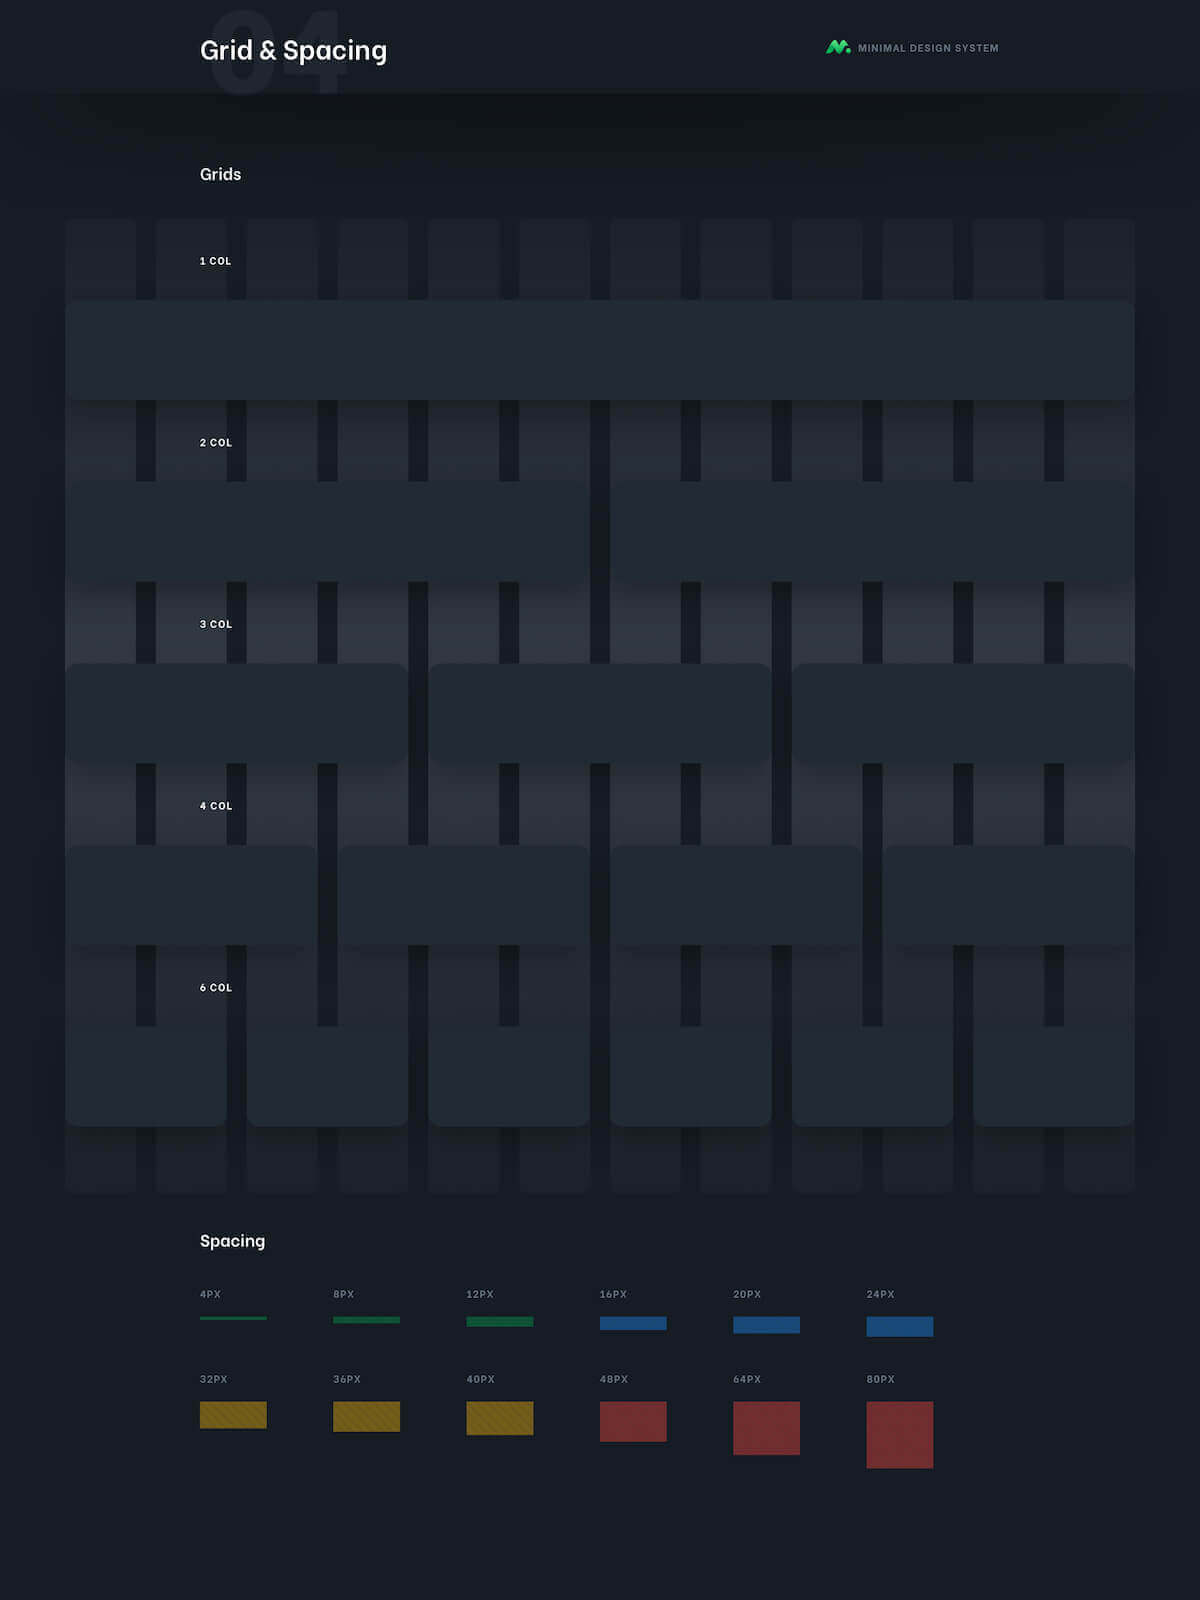 04
Grid & Spacing
MINIMAL DESIGN SYSTEM
Grids
1 COL
2 COL
3 COL
4 COL
6 COL
Spacing
4PX 8PX 12PX 16PX 20PX 24PX
32PX 36PX 40PX 48PX 64PX 80PX